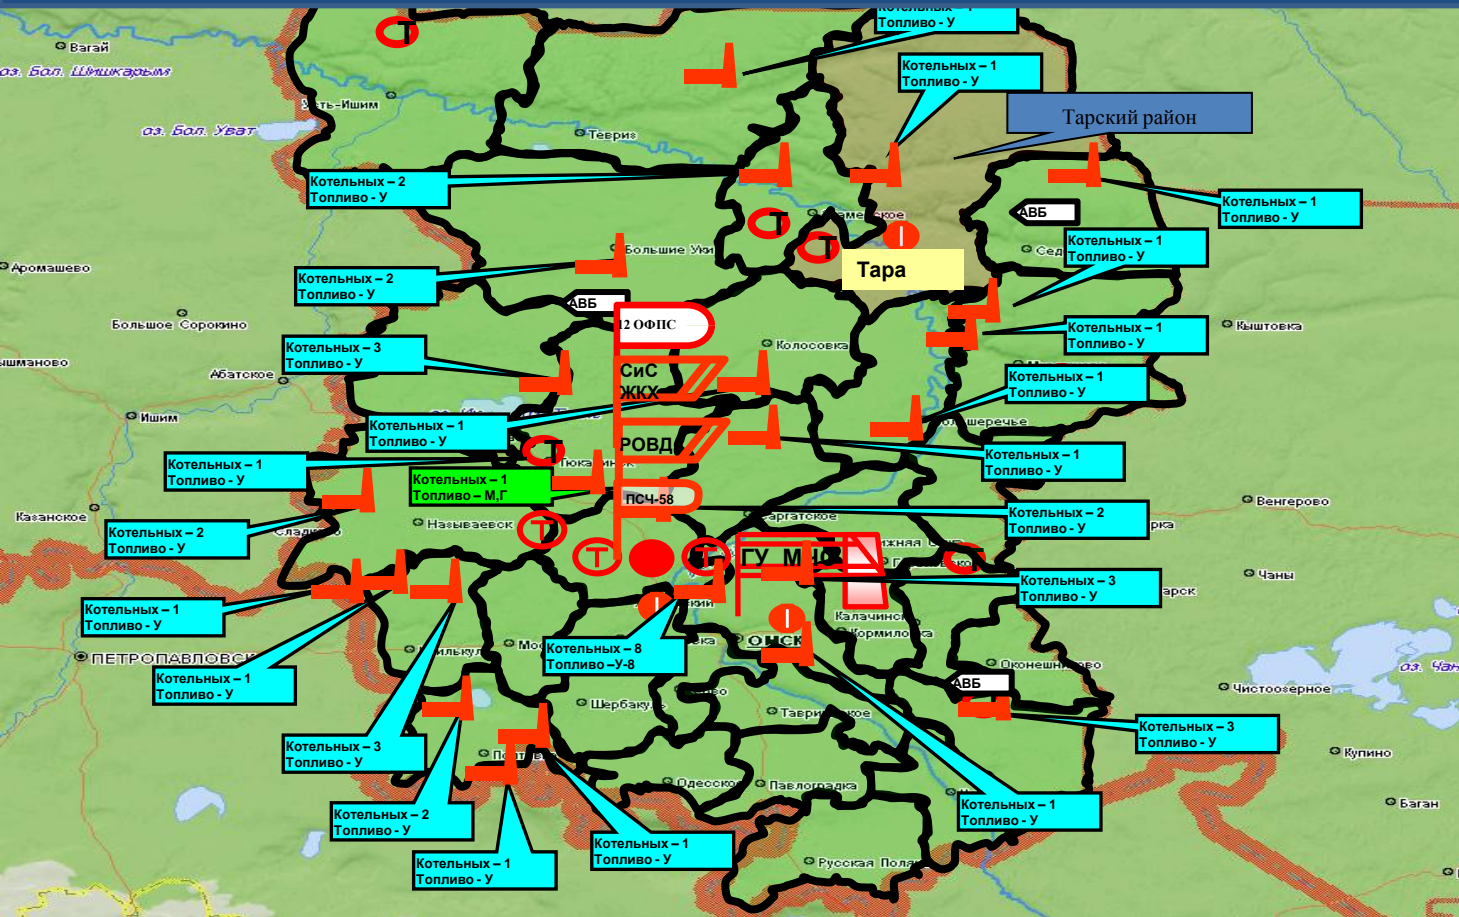 Топливо - У
Вагай
оз. Бол. Шишкарым
Т
Котельных – 1
Топливо - У
Тарский район
оз. Бол. Уват
Тевриз
Котельных – 2
Топливо - У
Котельных – 1
Топливо - У
АВБ
Т
Т
Котельных – 1
Топливо - У
Большие Уки
Аромашево
Тара
Котельных – 2
Топливо - У
АВБ
12 ОФПС
Большое Сорокино
Котельных – 1
Топливо - У
Кыштовка
Котельных – 3
Топливо - У
Колосовка
Абатское
СиС
ЖКХ
Котельных – 1
Топливо - У
Ишим
Котельных – 1
Топливо - У
РОВД
Т
Котельных – 1
Топливо - У
Котельных – 1
Топливо - У
Котельных – 1
Топливо – М,Г
ПСЧ-58
Венгерово
Казанское
Называевск
Котельных – 2
Топливо - У
Котельных – 2
Топливо - У
Т
Т
Т
ГУ МЧС
Т
Чаны
Котельных – 3
Топливо - У
Котельных – 1
Топливо - У
Калачинск
Кормиловка
ОМСК
Котельных – 8
Топливо –У-8
ПЕТРОПАВЛОВСК
Котельных – 1
Топливо - У
АВБ
Чистоозерное
Шербакуль
Котельных – 3
Топливо - У
Котельных – 3
Топливо - У
Купино
Одесское
Павлоградка
Котельных – 2
Топливо - У
Котельных – 1
Топливо - У
Баган
Котельных – 1
Топливо - У
Котельных – 1
Топливо - У
Русская Поляна